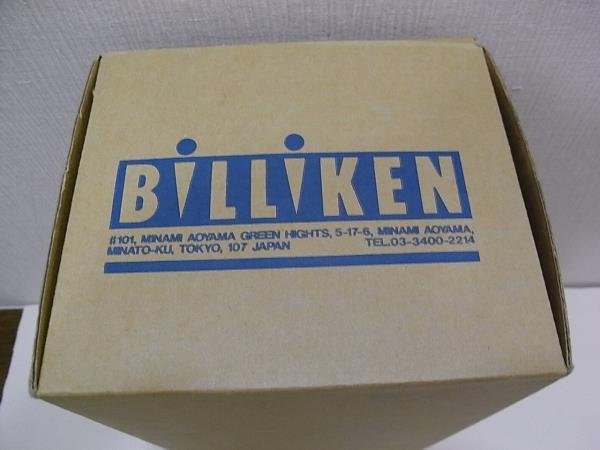 BiLLiKEN
#101, MINAMI AOYAMA GREEN HIGHTS, 5-17-6, MINAMI AOYAMA,
MINATO-KU, TOKYO, 107 JAPAN TEL.03-3400-2214